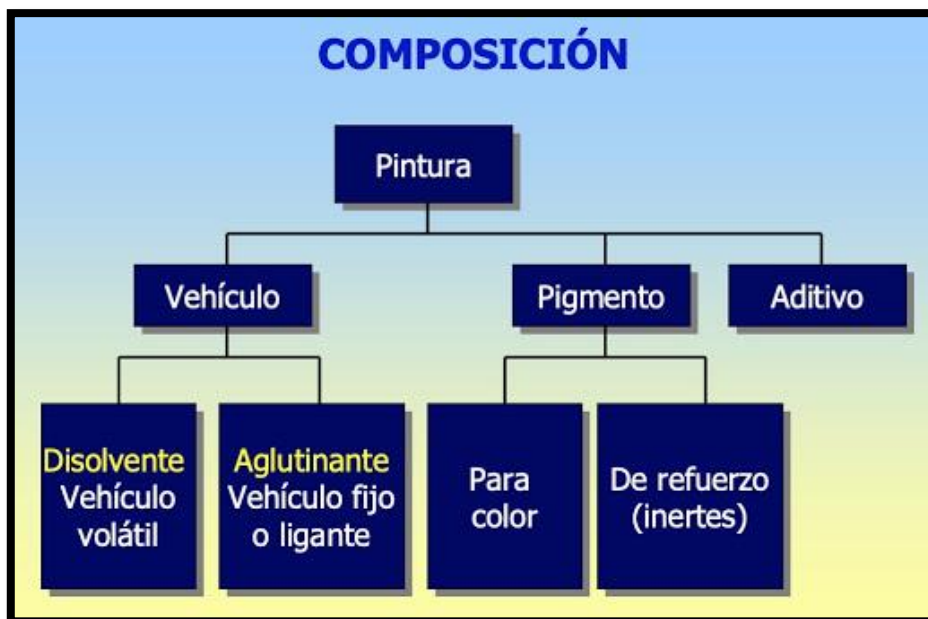 COMPOSICIÓN
Pintura
Vehículo
Pigmento
Aditivo
Disolvente
Vehículo
volátil
Aglutinante
Vehículo fijo
o ligante
Para
color
De refuerzo
(inertes)